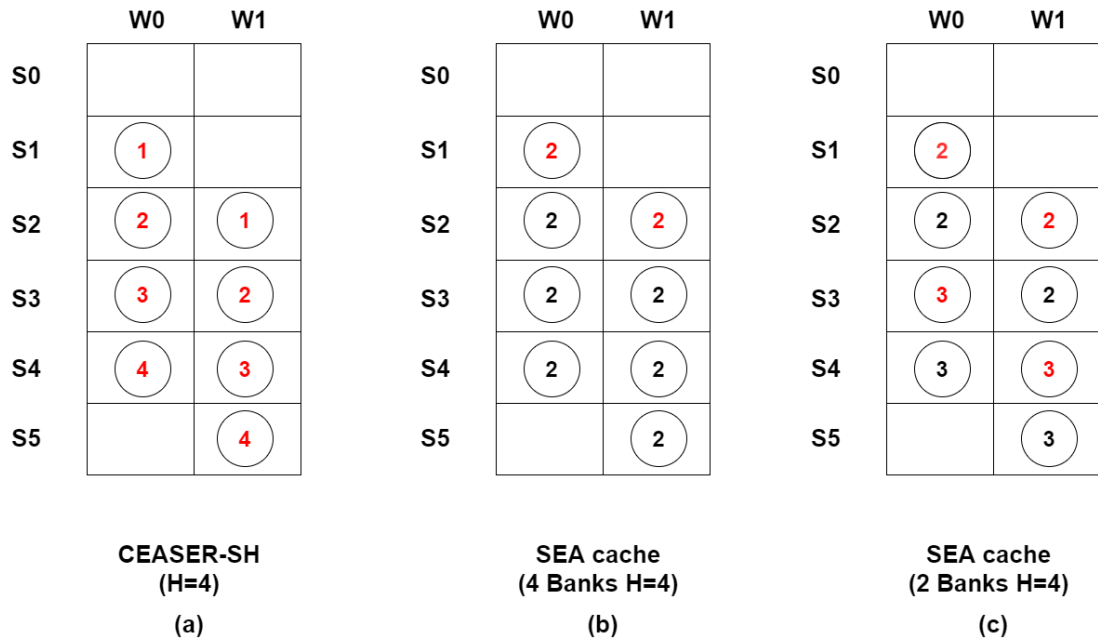 W0 W1 W0 W1 W0 W1
S0 S0 S0
S1 1 S1 2 S1 2
S2 2 1 S2 2 2 S2 2 2
S3 3 2 S3 2 2 S3 3 2
S4 4 3 S4 2 2 S4 3 3
S5 4 S5 2 S5 3
CEASER-SH SEA cache SEA cache
(H=4) (4 Banks H=4) (2 Banks H=4)
(a) (b) (c)